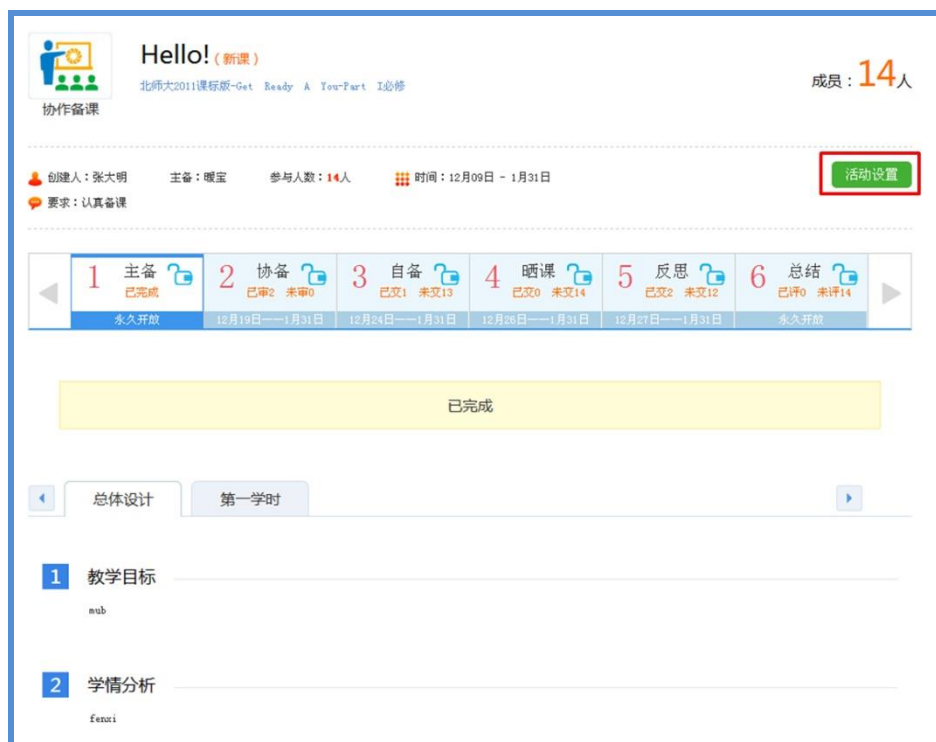 Hello!（新课）
北师大2011课标版-Get Ready A You-Part I必修
成员：14人
协作备课
创建人：张大明 主备：暖宝 参与人数：14人 时间：12月09日 - 1月31日
活动设置
要求：认真备课
1 主备 已完成 永久开放
2 协备 已审2 未审0 12月19日——1月31日
3 自备 已交1 未交13 12月24日——1月31日
4 晒课 已交0 未交14 12月26日——1月31日
5 反思 已交2 未交12 12月27日——1月31日
6 总结 已评0 未评14 永久开放
已完成
总体设计 第一学时
1 教学目标
mub
2 学情分析
fenxi